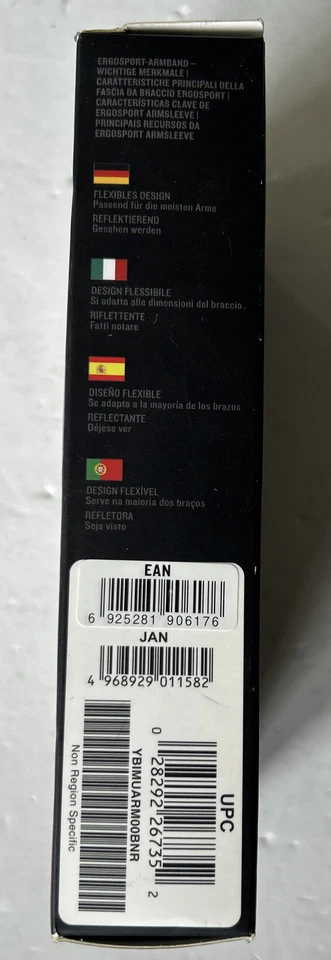 ERGOSPORT-ARMBAND –
WICHTIGE MERKMALE |
CARATTERISTICHE PRINCIPALI DELLA
FASCIA DA BRACCIO ERGOSPORT |
CARACTERÍSTICAS CLAVE DE
ERGOSPORT ARMSLEEVE |
PRINCIPAIS RECURSOS DA
ERGOSPORT ARMSLEEVE
FLEXIBLES DESIGN
Passend für die meisten Arme
REFLEKTIEREND
Gesehen werden
DESIGN FLESSIBILE
Si adatta alle dimensioni del braccio
RIFLETTENTE
Fatti notare
DISEÑO FLEXIBLE
Se adapta a la mayoría de los brazos
REFLECTANTE
Déjese ver
DESIGN FLEXÍVEL
Serve na maioria dos braços
REFLETORA
Seja visto
EAN
6 925281 906176
JAN
4 968929 011582
UPC
0 28292 26735 2
YBIMUARM00BNR
Non Region Specific